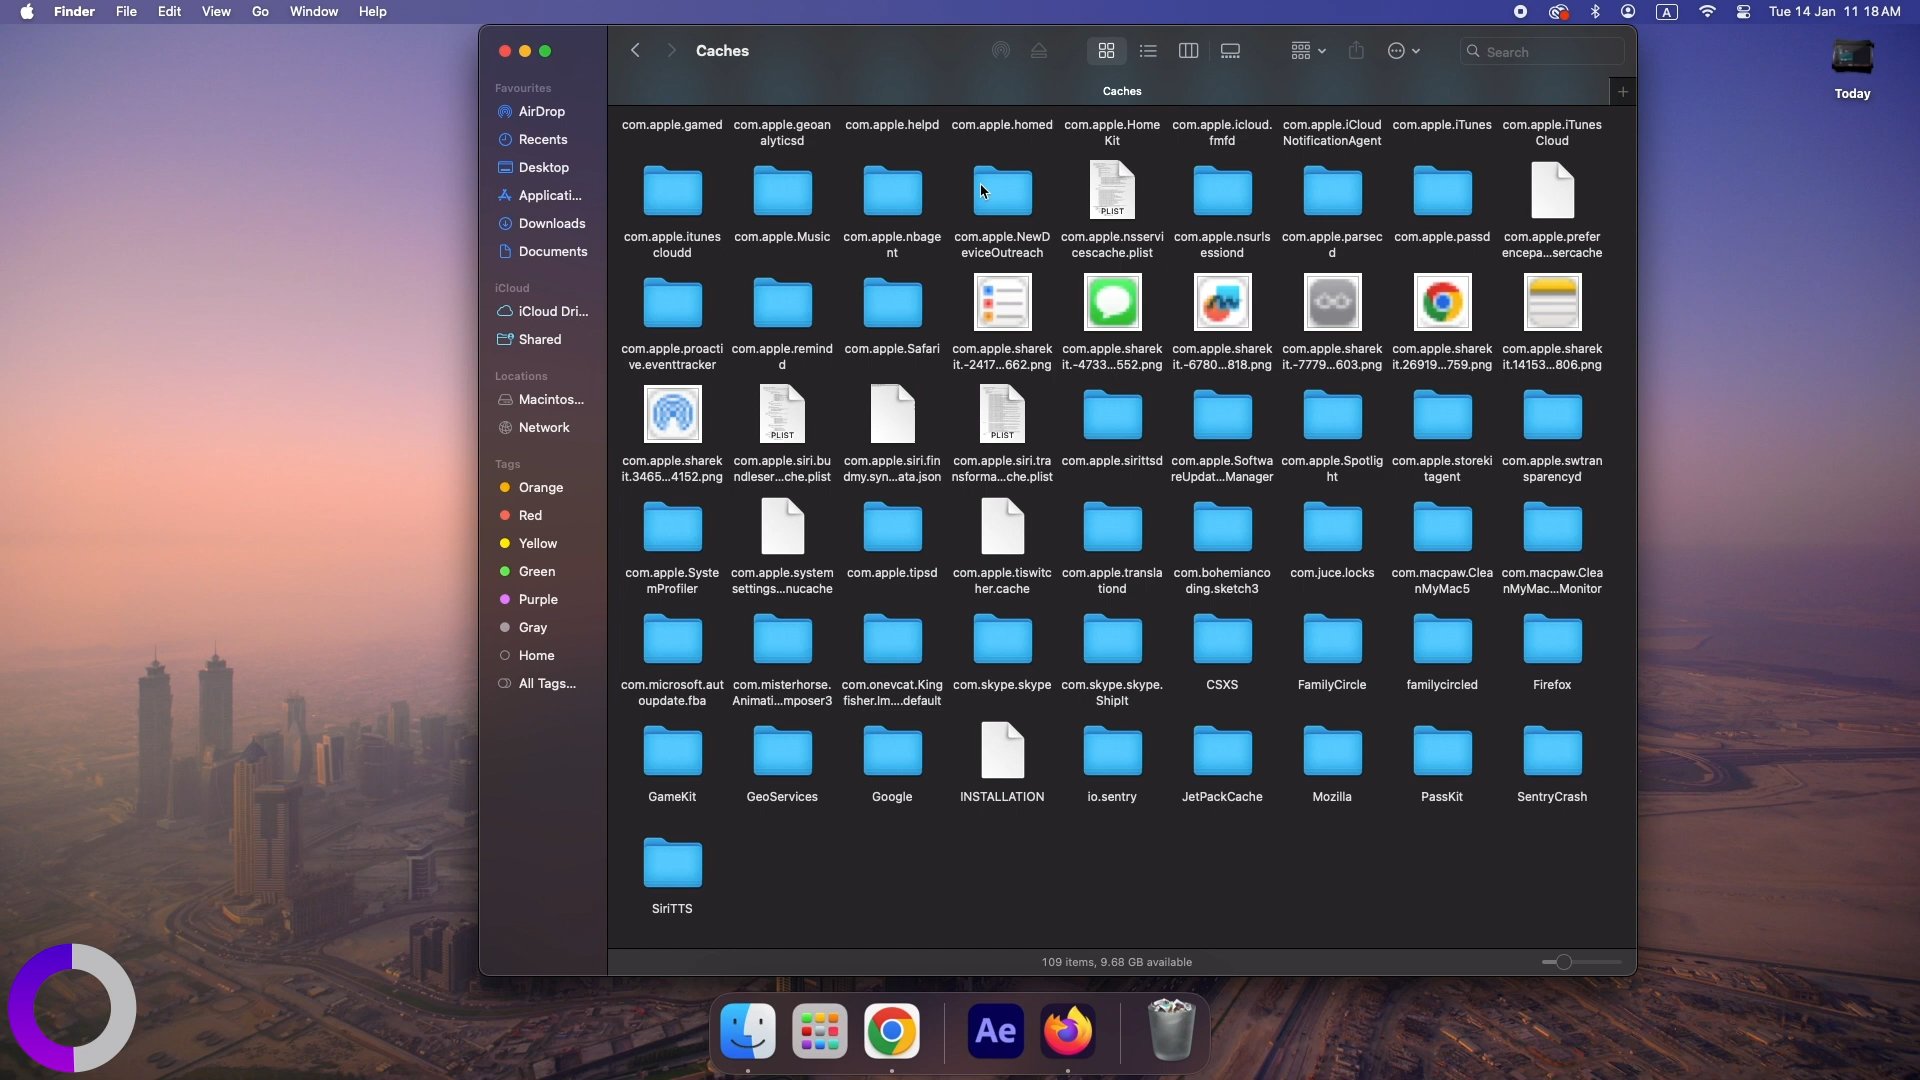 Finder File Edit View Go Window Help
A
Tue 14 Jan 11 18 AM
Today
Caches
Search
Caches
Favourites
AirDrop
Recents
Desktop
Applicati...
Downloads
Documents
iCloud
iCloud Dri...
Shared
Locations
Macintos...
Network
Tags
Orange
Red
Yellow
Green
Purple
Gray
Home
All Tags...
com.apple.gamed
com.apple.geoan
alyticsd
com.apple.helpd
com.apple.homed
com.apple.Home
Kit
com.apple.icloud.
fmfd
com.apple.iCloud
NotificationAgent
com.apple.iTunes
com.apple.iTunes
Cloud
com.apple.itunes
cloudd
com.apple.Music
com.apple.nbage
nt
com.apple.NewD
eviceOutreach
PLIST
com.apple.nsservi
cescache.plist
com.apple.nsurls
essiond
com.apple.parsec
d
com.apple.passd
com.apple.prefer
encepa...sercache
com.apple.proacti
ve.eventtracker
com.apple.remind
d
com.apple.Safari
com.apple.sharek
it.-2417...662.png
com.apple.sharek
it.-4733...552.png
com.apple.sharek
it.-6780...818.png
com.apple.sharek
it.-7779...603.png
com.apple.sharek
it.26919...759.png
com.apple.sharek
it.14153...806.png
com.apple.sharek
it.3465...4152.png
PLIST
com.apple.siri.bu
ndleser...che.plist
com.apple.siri.fin
dmy.syn...ata.json
PLIST
com.apple.siri.tra
nsforma...che.plist
com.apple.sirittsd
com.apple.Softwa
reUpdat...Manager
com.apple.Spotlig
ht
com.apple.storeki
tagent
com.apple.swtran
sparencyd
com.apple.Syste
mProfiler
com.apple.system
settings...nucache
com.apple.tipsd
com.apple.tiswitc
her.cache
com.apple.transla
tiond
com.bohemianco
ding.sketch3
com.juce.locks
com.macpaw.Clea
nMyMac5
com.macpaw.Clea
nMyMac...Monitor
com.microsoft.aut
oupdate.fba
com.misterhorse.
Animati...mposer3
com.onevcat.King
fisher.Im....default
com.skype.skype
com.skype.skype.
ShipIt
CSXS
FamilyCircle
familycircled
Firefox
GameKit
GeoServices
Google
INSTALLATION
io.sentry
JetPackCache
Mozilla
PassKit
SentryCrash
SiriTTS
109 items, 9.68 GB available
Ae